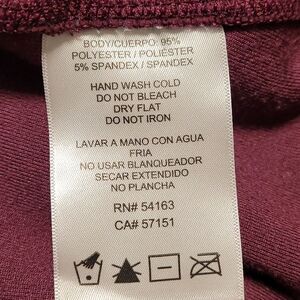 BODY/CUERPO: 95%
POLYESTER / POLIÉSTER
5% SPANDEX / SPANDEX
HAND WASH COLD
DO NOT BLEACH
DRY FLAT
DO NOT IRON
LAVAR A MANO CON AGUA
FRIA
NO USAR BLANQUEADOR
SECAR EXTENDIDO
NO PLANCHA
RN# 54163
CA# 57151